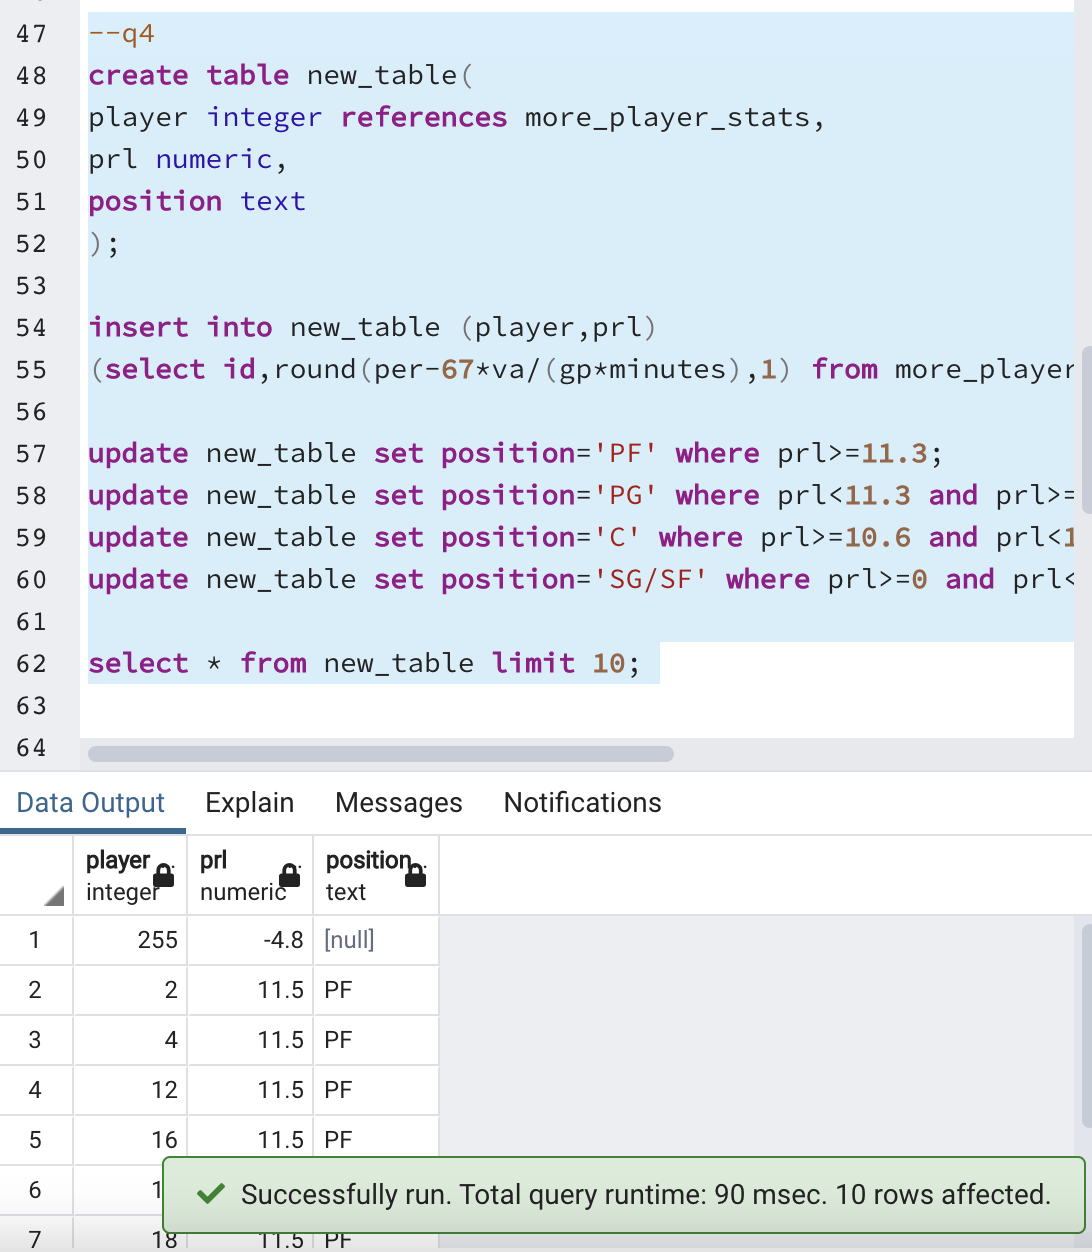 47 --q4
48 create table new_table(
49 player integer references more_player_stats,
50 prl numeric,
51 position text
52 );
53
54 insert into new_table (player,prl)
55 (select id,round(per-67*va/(gp*minutes),1) from more_player
56
57 update new_table set position='PF' where prl>=11.3;
58 update new_table set position='PG' where prl<11.3 and prl>=
59 update new_table set position='C' where prl>=10.6 and prl<1
60 update new_table set position='SG/SF' where prl>=0 and prl<
61
62 select * from new_table limit 10;
63
64
Data Output Explain Messages Notifications
player prl position
integer numeric text
1 255 -4.8 [null]
2 2 11.5 PF
3 4 11.5 PF
4 12 11.5 PF
5 16 11.5 PF
6 1
Successfully run. Total query runtime: 90 msec. 10 rows affected.
7 18 11.5 PF